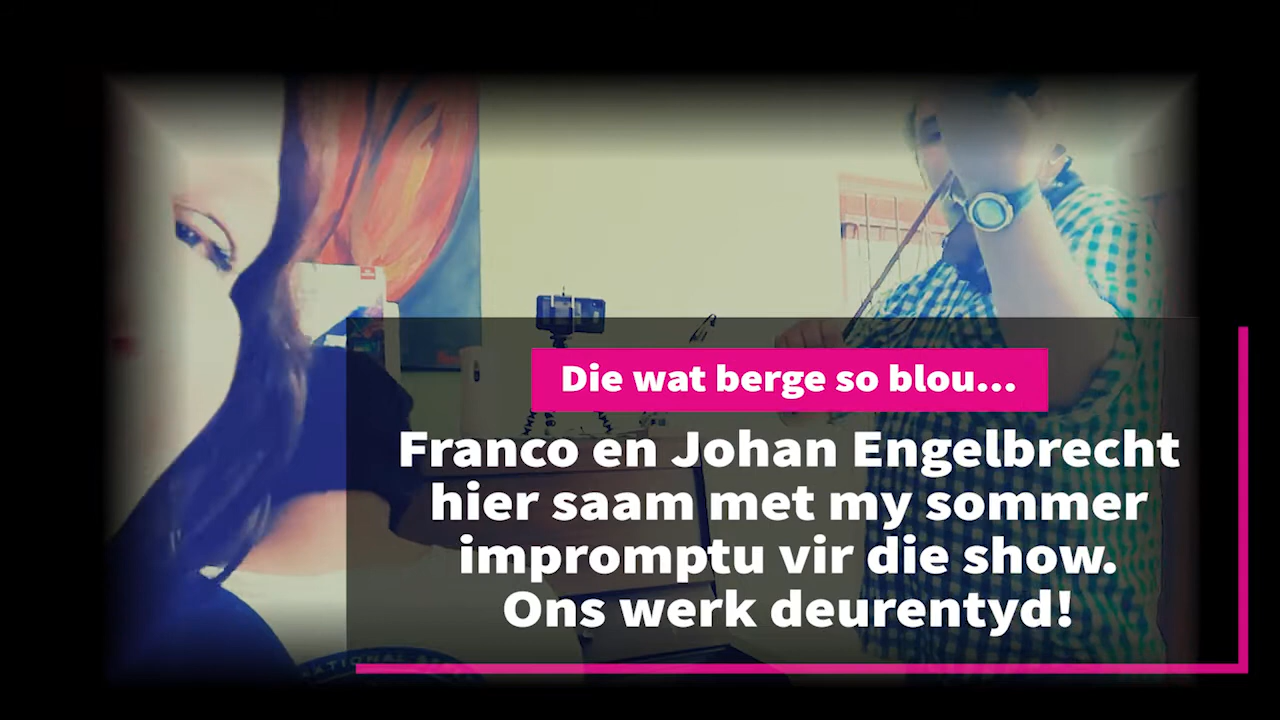 Die wat berge so blou...
Franco en Johan Engelbrecht
hier saam met my sommer
impromptu vir die show.
Ons werk deurentyd!
NATIONAL